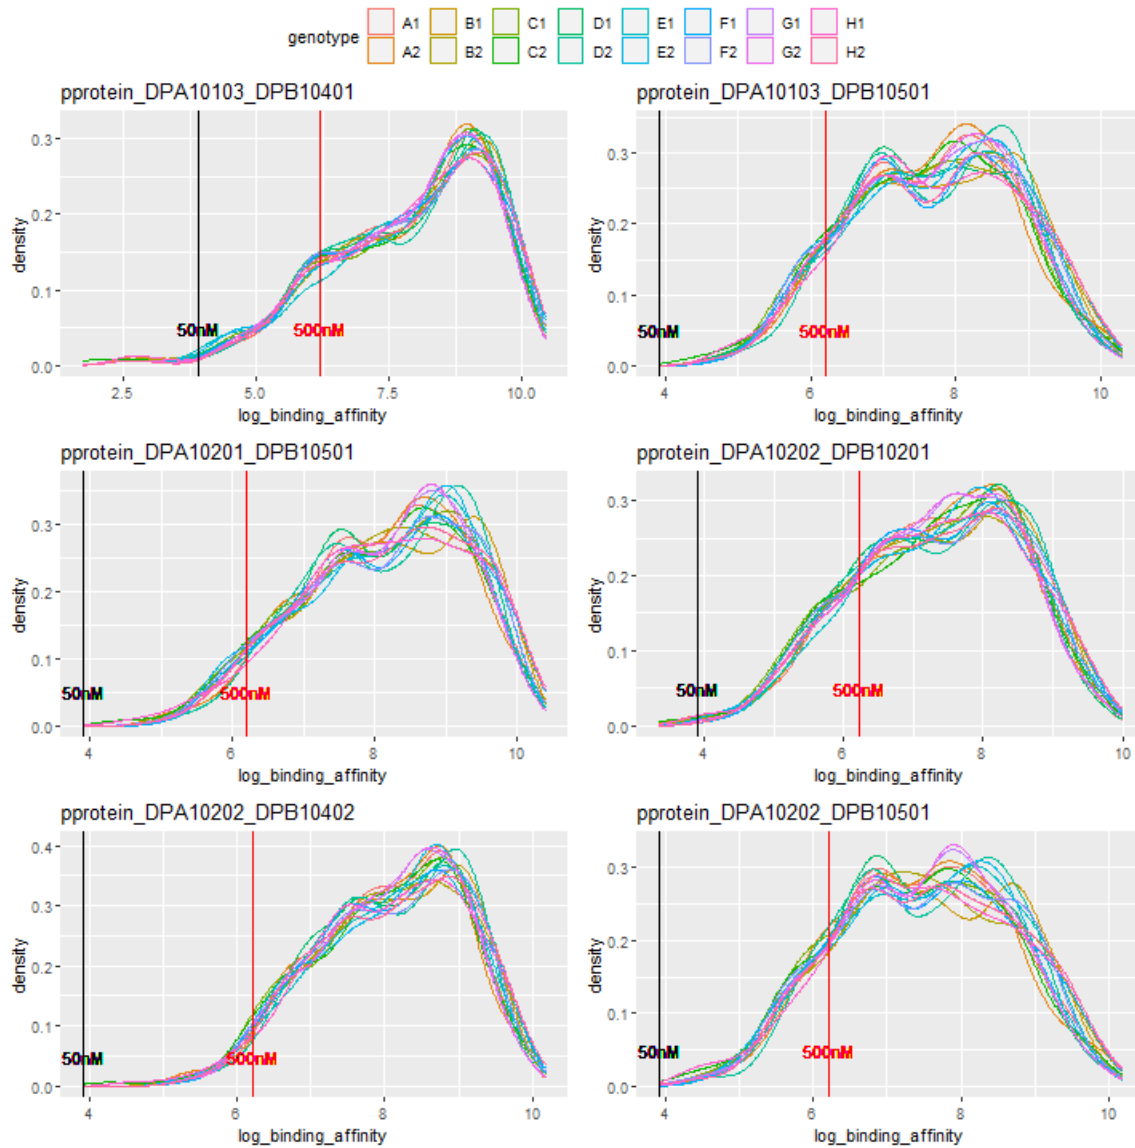 genotype
A1 B1 C1 D1 E1 F1 G1 H1
A2 B2 C2 D2 E2 F2 G2 H2
pprotein_DPA10103_DPB10401
density
0.3
0.2
0.1
0.0
50nM
500nM
2.5 5.0 7.5 10.0
log_binding_affinity
pprotein_DPA10103_DPB10501
density
0.3
0.2
0.1
0.0
50nM
500nM
4 6 8 10
log_binding_affinity
pprotein_DPA10201_DPB10501
density
0.3
0.2
0.1
0.0
50nM
500nM
4 6 8 10
log_binding_affinity
pprotein_DPA10202_DPB10201
density
0.3
0.2
0.1
0.0
50nM
500nM
4 6 8 10
log_binding_affinity
pprotein_DPA10202_DPB10402
density
0.4
0.3
0.2
0.1
0.0
50nM
500nM
4 6 8 10
log_binding_affinity
pprotein_DPA10202_DPB10501
density
0.3
0.2
0.1
0.0
50nM
500nM
4 6 8 10
log_binding_affinity